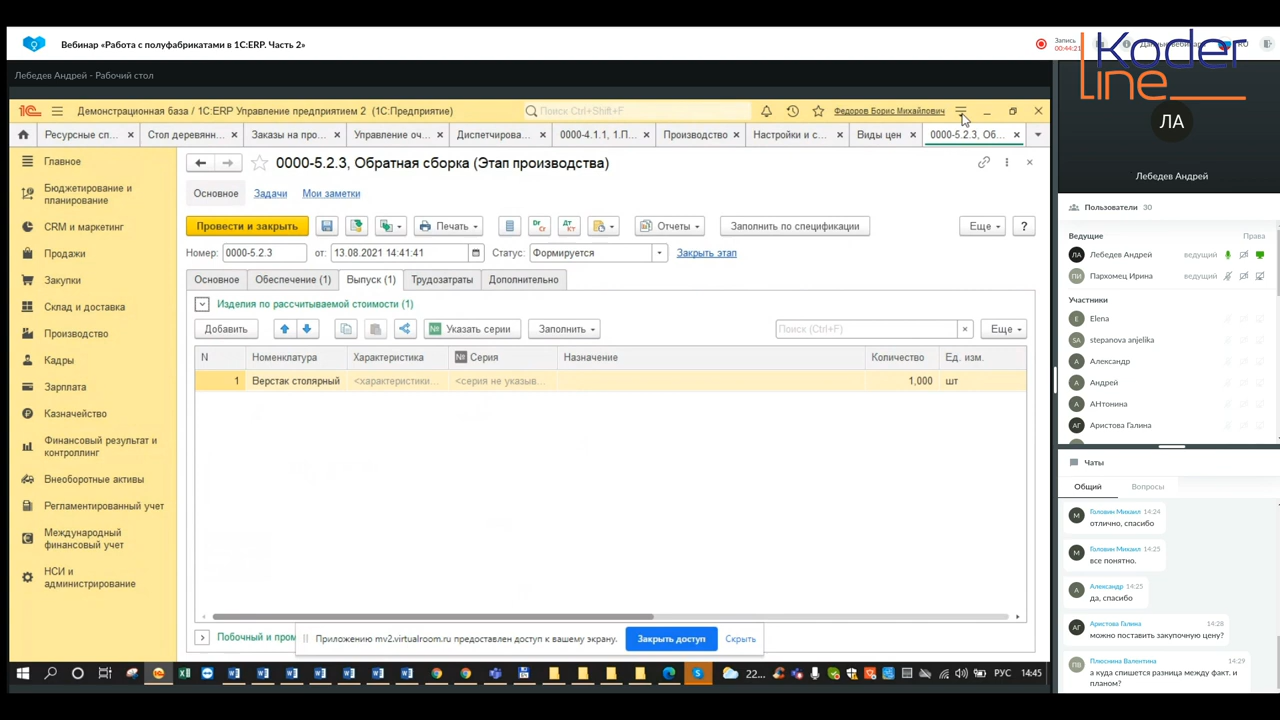 Вебинар «Работа с полуфабрикатами в 1С:ERP. Часть 2»
Запись
00:44:21
RU
Koder
line
Лебедев Андрей - Рабочий стол
Демонстрационная база / 1С:ERP Управление предприятием 2 (1С:Предприятие)
Поиск Ctrl+Shift+F
Федоров Борис Михайлович
Ресурсные сп...
Стол деревянн...
Заказы на про...
Управление оч...
Диспетчирова...
0000-4.1.1, 1.П...
Производство
Настройки и с...
Виды цен
0000-5.2.3, Об...
Главное
Бюджетирование и
планирование
CRM и маркетинг
Продажи
Закупки
Склад и доставка
Производство
Кадры
Зарплата
Казначейство
Финансовый результат и
контроллинг
Внеоборотные активы
Регламентированный учет
Международный
финансовый учет
НСИ и
администрирование
0000-5.2.3, Обратная сборка (Этап производства)
Основное
Задачи
Мои заметки
Провести и закрыть
Печать
Отчеты
Заполнить по спецификации
Еще
?
Номер: 0000-5.2.3 от: 13.08.2021 14:41:41 Статус: Формируется Закрыть этап
Основное
Обеспечение (1)
Выпуск (1)
Трудозатраты
Дополнительно
Изделия по рассчитываемой стоимости (1)
Добавить
Указать серии
Заполнить
Поиск (Ctrl+F)
Еще
N Номенклатура Характеристика Серия Назначение Количество Ед. изм.
1 Верстак столярный <характеристики... <серия не указыв... 1,000 шт
Побочный и пром
Приложению mv2.virtualroom.ru предоставлен доступ к вашему экрану.
Закрыть доступ
Скрыть
22...
РУС
14:45
ЛА
Лебедев Андрей
Пользователи 30
Ведущие Права
ЛА Лебедев Андрей ведущий
ПИ Пархомец Ирина ведущий
Участники
E Elena
SA stepanova anjelika
А Александр
А Андрей
А АНтонина
АГ Аристова Галина
Чаты
Общий
Вопросы
М Головин Михаил 14:24
отлично, спасибо
М Головин Михаил 14:25
все понятно.
А Александр 14:25
да, спасибо
АГ Аристова Галина 14:28
можно поставить закупочную цену?
ПВ Плюснина Валентина 14:29
а куда спишется разница между факт. и
планом?